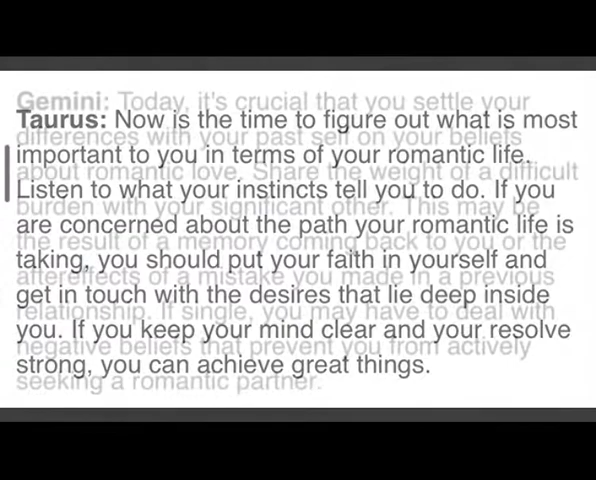 Gemini: Today, it's crucial that you settle your
Taurus: Now is the time to figure out what is most
differences with your past self on your beliefs
important to you in terms of your romantic life.
about romantic love. Share the weight of a difficult
Listen to what your instincts tell you to do. If you
burden with your significant other. This may be
are concerned about the path your romantic life is
the result of a memory coming back to you or the
taking, you should put your faith in yourself and
aftereffects of a mistake you made in a previous
get in touch with the desires that lie deep inside
relationship. If single, you may have to deal with
you. If you keep your mind clear and your resolve
negative beliefs that prevent you from actively
strong, you can achieve great things.
seeking a romantic partner.